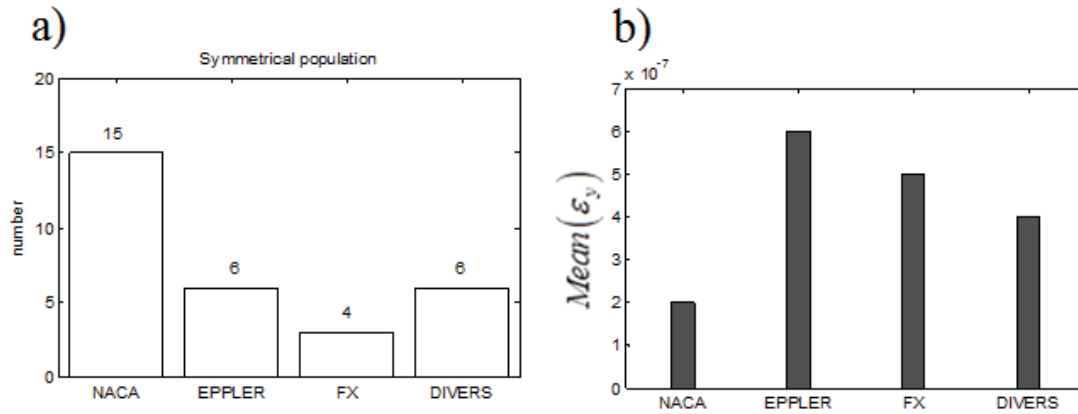 a)
Symmetrical population
number
20
15
10
5
0
15
6
4
6
NACA EPPLER FX DIVERS
b)
x 10⁻⁷
Mean(εᵧ)
7
6
5
4
3
2
1
0
NACA EPPLER FX DIVERS